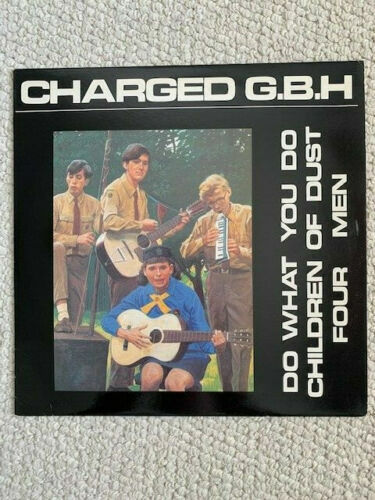 CHARGED G.B.H
DO WHAT YOU DO
CHILDREN OF DUST
FOUR MEN